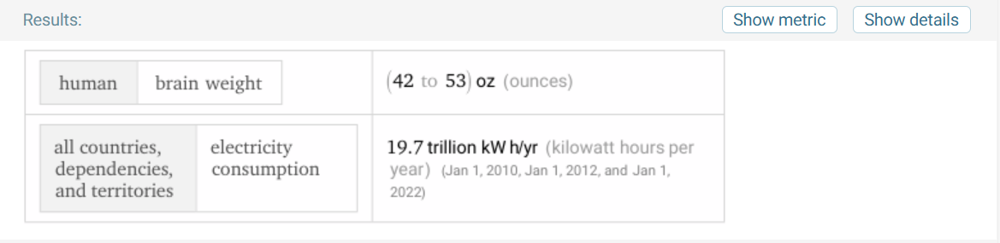 Results:
Show metric
Show details
human
brain weight
(42 to 53) oz (ounces)
all countries,
dependencies,
and territories
electricity
consumption
19.7 trillion kW h/yr (kilowatt hours per
year) (Jan 1, 2010, Jan 1, 2012, and Jan 1,
2022)